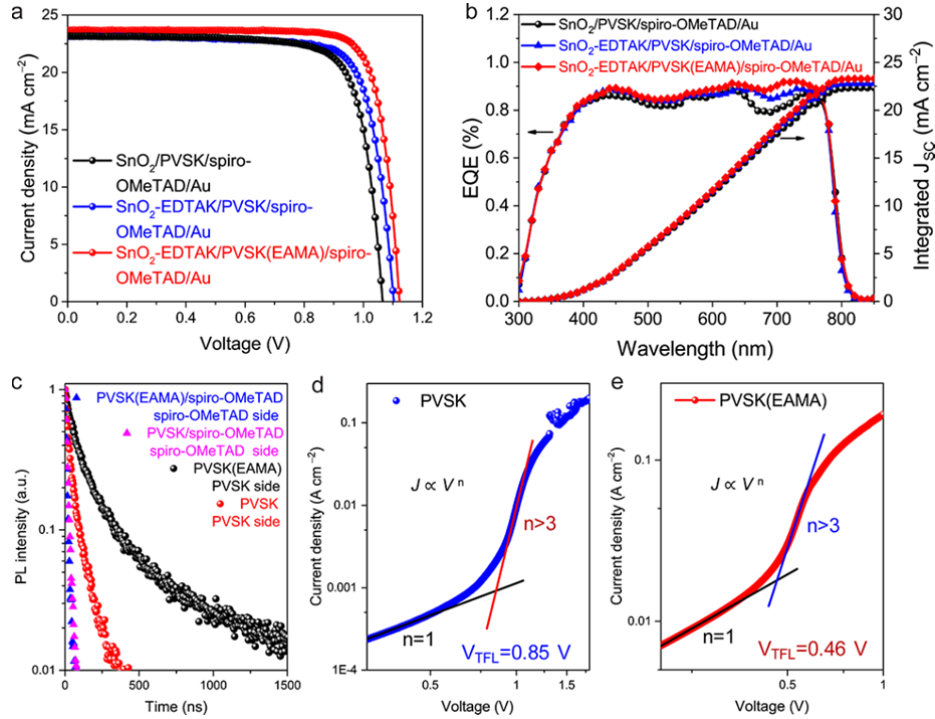 a
Current density (mA cm⁻²)
25
20
15
10
5
0
SnO₂/PVSK/spiro-
OMeTAD/Au
SnO₂-EDTAK/PVSK/spiro-
OMeTAD/Au
SnO₂-EDTAK/PVSK(EAMA)/spiro-
OMeTAD/Au
0.0 0.2 0.4 0.6 0.8 1.0 1.2
Voltage (V)
b
EQE (%)
1.2
1.0
0.8
0.6
0.4
0.2
0.0
SnO₂/PVSK/spiro-OMeTAD/Au
SnO₂-EDTAK/PVSK/spiro-OMeTAD/Au
SnO₂-EDTAK/PVSK(EAMA)/spiro-OMeTAD/Au
30
25
20
15
10
5
0
Integrated J_SC (mA cm⁻²)
300 400 500 600 700 800
Wavelength (nm)
c
PL intensity (a.u.)
1
0.1
0.01
PVSK(EAMA)/spiro-OMeTAD
spiro-OMeTAD side
PVSK/spiro-OMeTAD
spiro-OMeTAD side
PVSK(EAMA)
PVSK side
PVSK
PVSK side
0 500 1000 1500
Time (ns)
d
Current density (A cm⁻²)
0.1
0.01
0.001
1E-4
PVSK
J ∝ Vⁿ
n>3
n=1
V_TFL=0.85 V
0.5 1 1.5
Voltage (V)
e
Current density (A cm⁻²)
0.1
0.01
PVSK(EAMA)
J ∝ Vⁿ
n>3
n=1
V_TFL=0.46 V
0.5 1
Voltage (V)